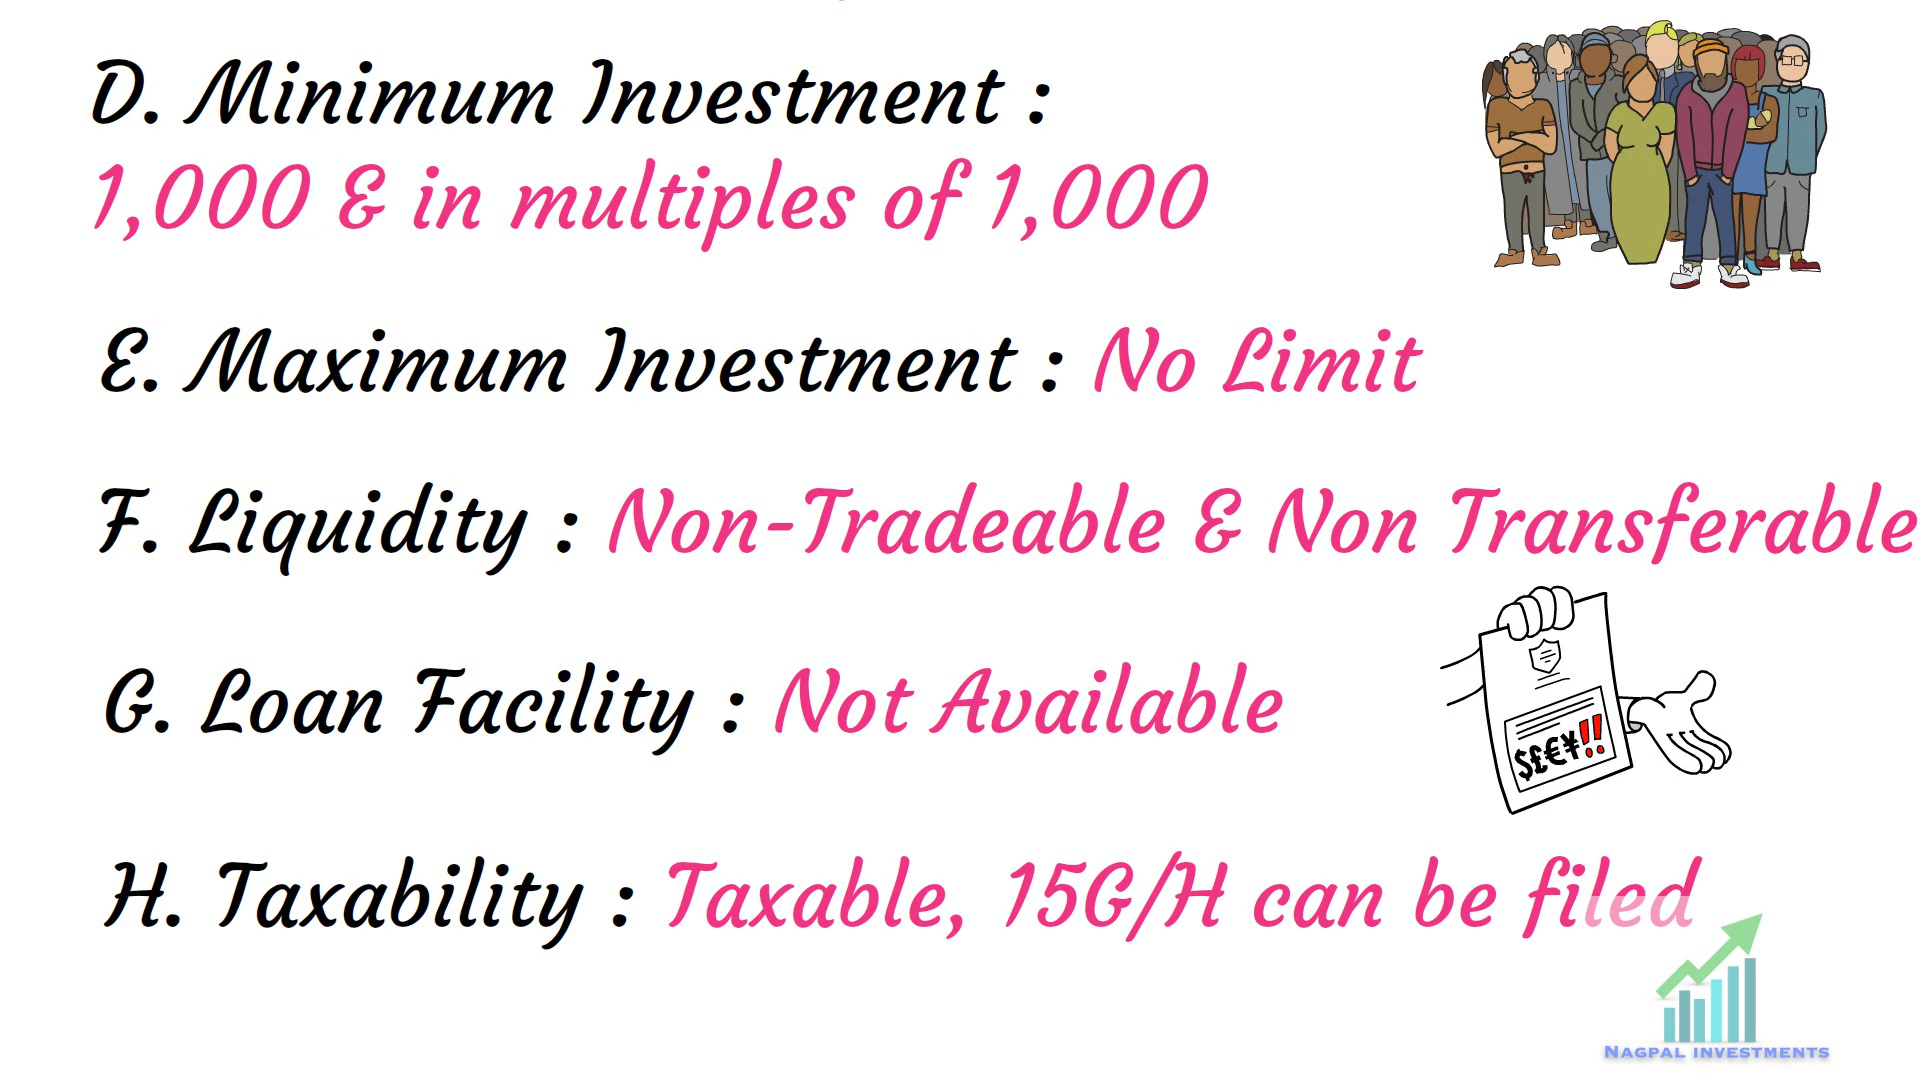 D. Minimum Investment :
1,000 & in multiples of 1,000
E. Maximum Investment : No Limit
F. Liquidity : Non-Tradeable & Non Transferable
G. Loan Facility : Not Available
$£€¥!!
H. Taxability : Taxable, 15G/H can be filed
NAGPAL INVESTMENTS